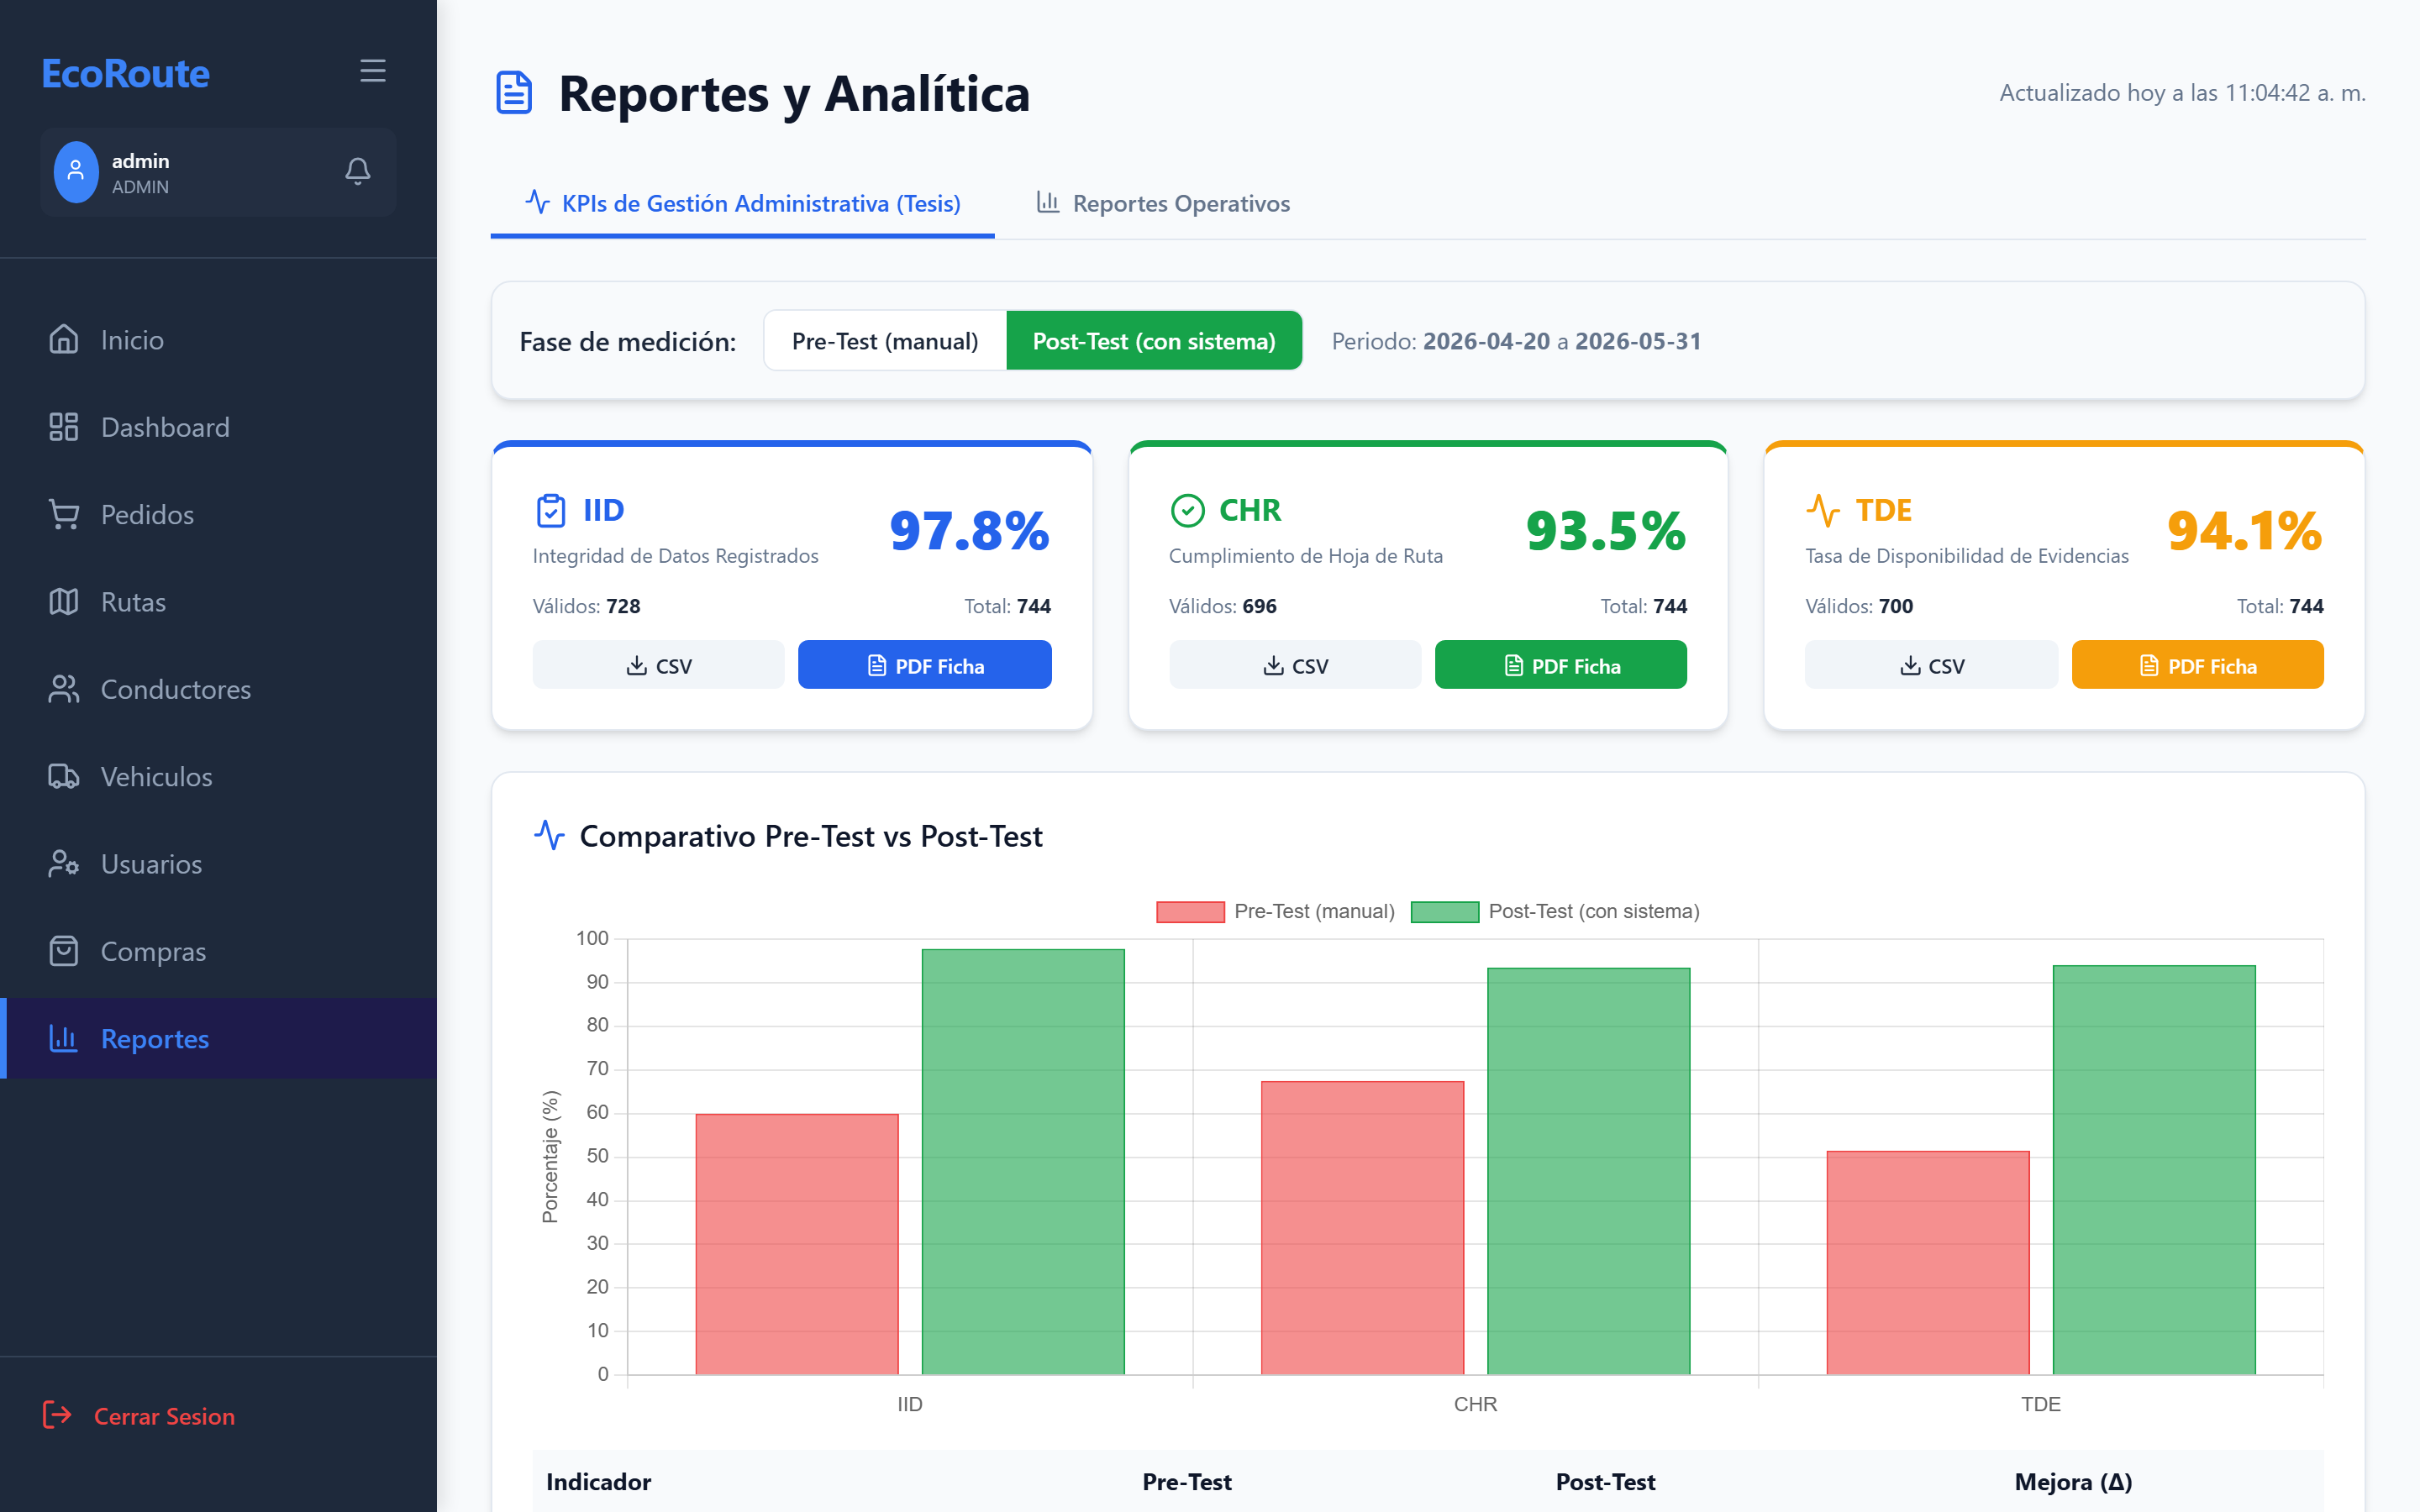 EcoRoute
admin
ADMIN
Inicio
Dashboard
Pedidos
Rutas
Conductores
Vehiculos
Usuarios
Compras
Reportes
Cerrar Sesion
Reportes y Analítica
Actualizado hoy a las 11:04:42 a. m.
KPIs de Gestión Administrativa (Tesis)
Reportes Operativos
Fase de medición:
Pre-Test (manual)
Post-Test (con sistema)
Periodo: 2026-04-20 a 2026-05-31
IID
97.8%
Integridad de Datos Registrados
Válidos: 728
Total: 744
CSV
PDF Ficha
CHR
93.5%
Cumplimiento de Hoja de Ruta
Válidos: 696
Total: 744
CSV
PDF Ficha
TDE
94.1%
Tasa de Disponibilidad de Evidencias
Válidos: 700
Total: 744
CSV
PDF Ficha
Comparativo Pre-Test vs Post-Test
Pre-Test (manual)
Post-Test (con sistema)
Porcentaje (%)
100
90
80
70
60
50
40
30
20
10
0
IID
CHR
TDE
Indicador
Pre-Test
Post-Test
Mejora (Δ)